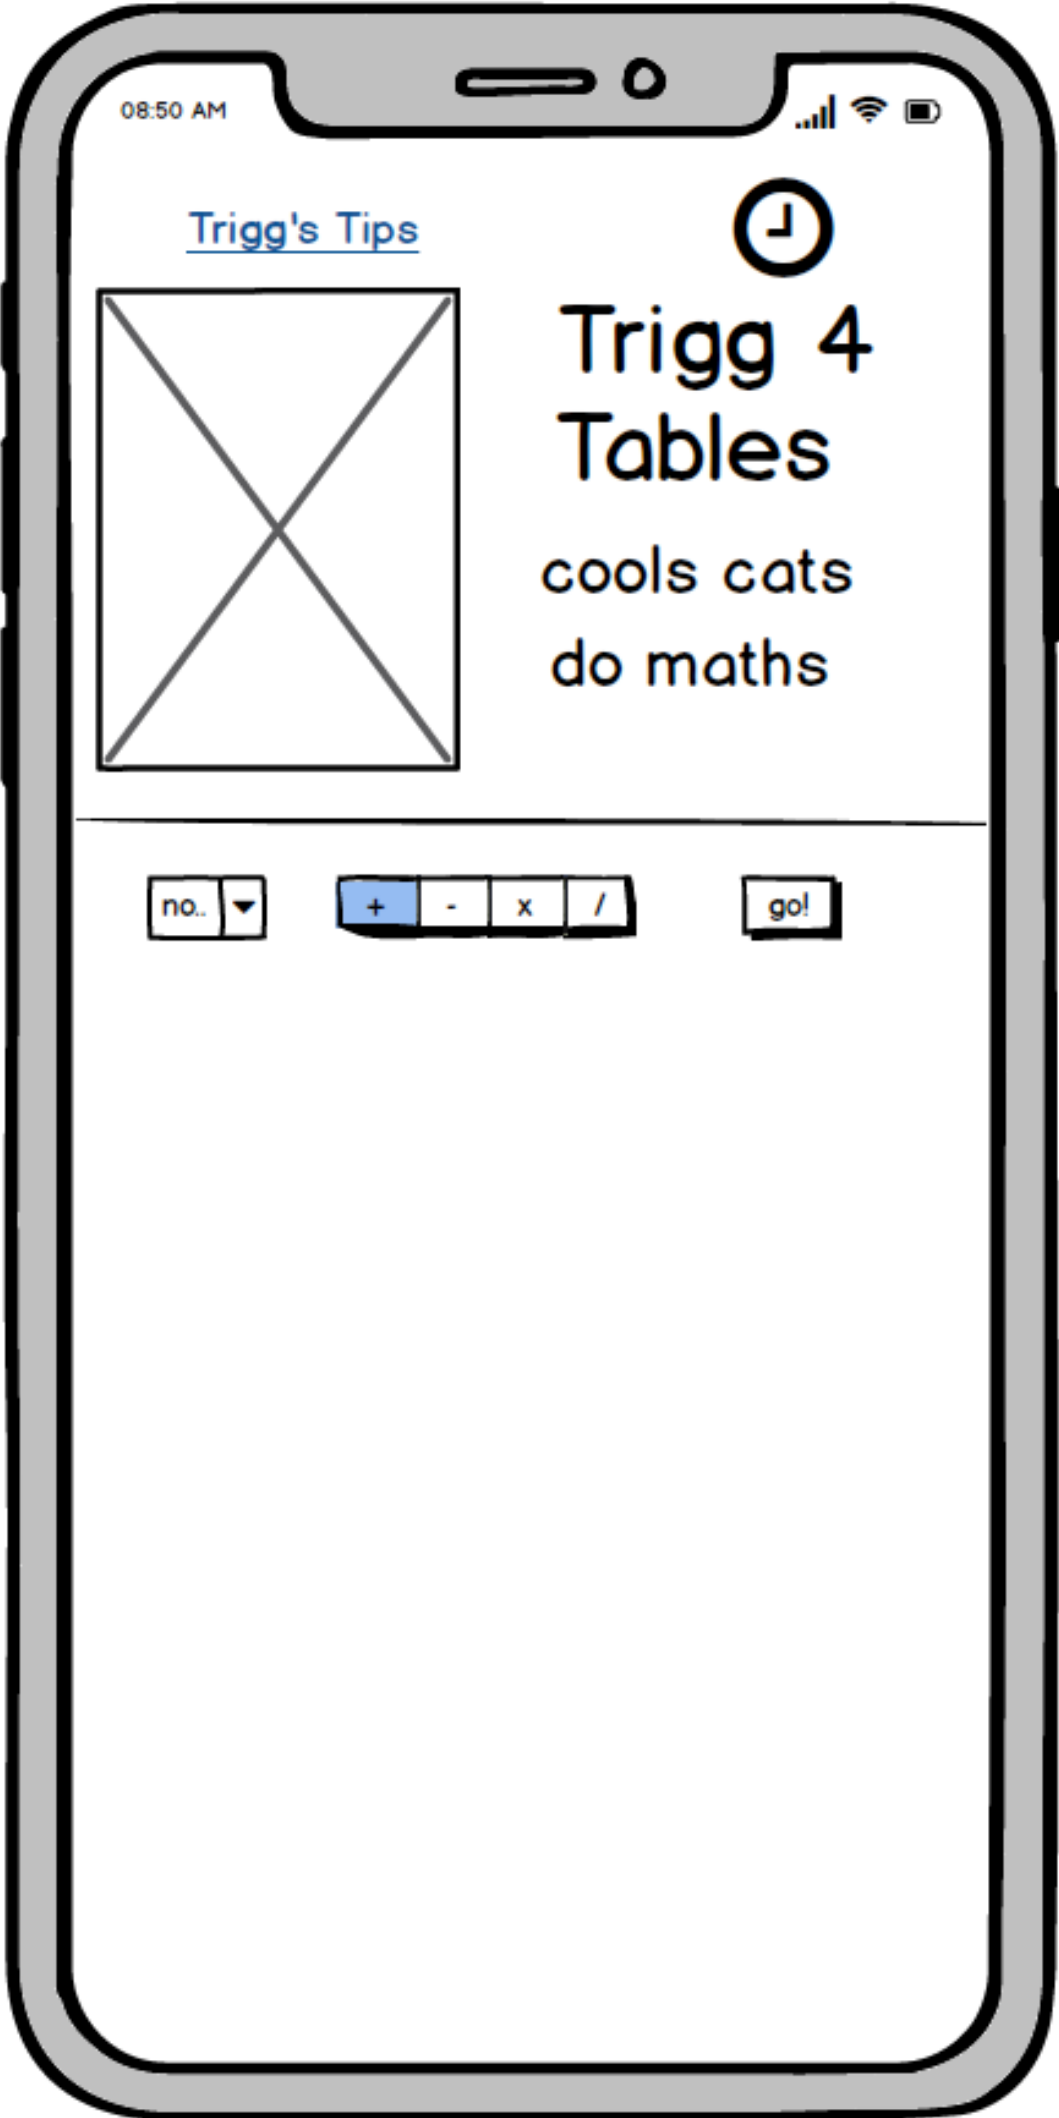 08:50 AM
Trigg's Tips
Trigg 4
Tables
cools cats
do maths
no.. + - x / go!